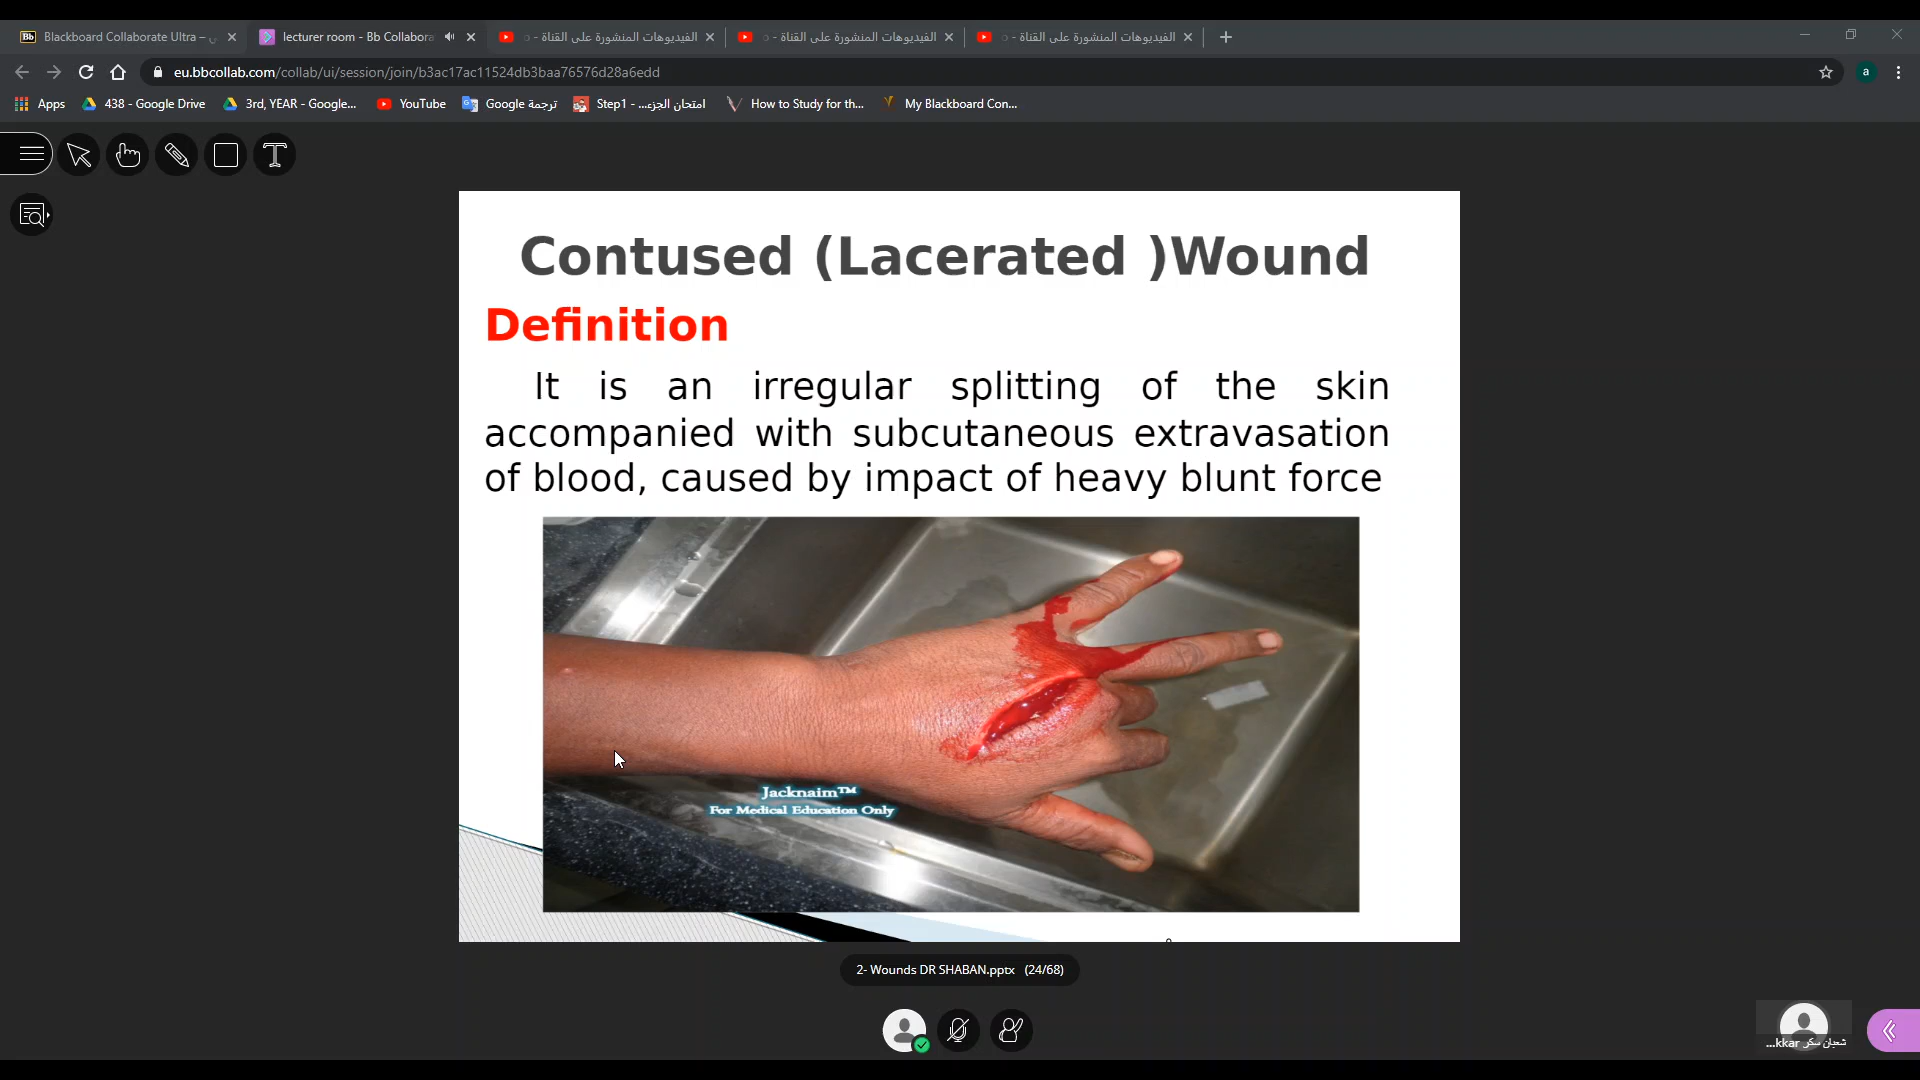 Blackboard Collaborate Ultra –
lecturer room - Bb Collabora
الفيديوهات المنشورة على القناة -
الفيديوهات المنشورة على القناة -
الفيديوهات المنشورة على القناة -
eu.bbcollab.com/collab/ui/session/join/b3ac17ac11524db3baa76576d28a6edd
a
Apps
438 - Google Drive
3rd, YEAR - Google...
YouTube
ترجمة Google
امتحان الجزء... - Step1
How to Study for th...
My Blackboard Con...
Contused (Lacerated )Wound
Definition
It is an irregular splitting of the skin
accompanied with subcutaneous extravasation
of blood, caused by impact of heavy blunt force
Jacknaim™
For Medical Education Only
2- Wounds DR SHABAN.pptx (24/68)
شعبان سكر kkar...